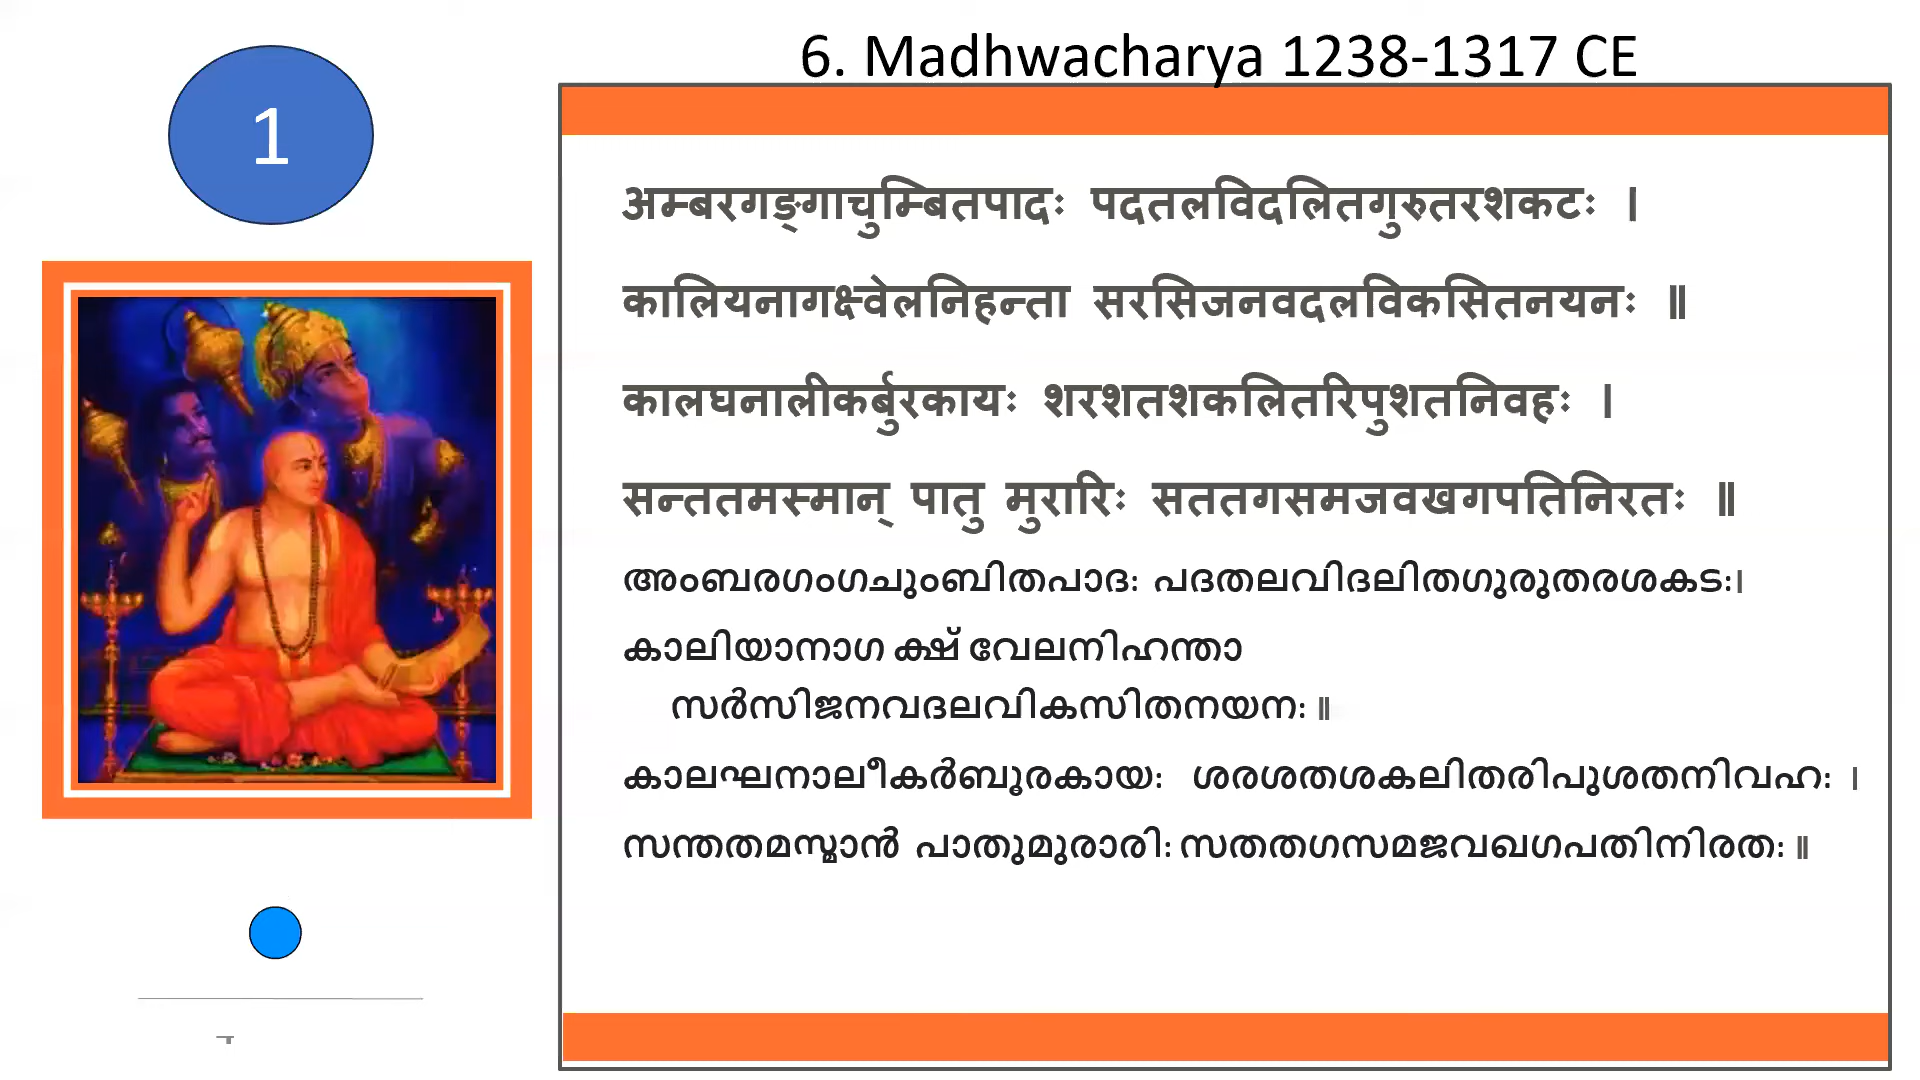 6. Madhwacharya 1238-1317 CE
1
अम्बरगङ्गाचुम्बितपादः पदतलविदलितगुरुतरशकटः ।
कालियनागक्ष्वेलनिहन्ता सरसिजनवदलविकसितनयनः ॥
कालघनालीकर्बुरकायः शरशतशकलितरिपुशतनिवहः ।
सन्ततमस्मान् पातु मुरारिः सततगसमजवखगपतिनिरतः ॥
അംബരഗംഗചുംബിതപാദ: പദതലവിദലിതഗുരുതരശകട:।
കാലിയാനാഗ ക്ഷ് വേലനിഹന്താ
സർസിജനവദലവികസിതനയന: ॥
കാലഘനാലീകർബൂരകായ: ശരശതശകലിതരിപുശതനിവഹ: ।
സന്തതമസ്മാൻ പാതുമുരാരി: സതതഗസമജവഖഗപതിനിരത: ॥